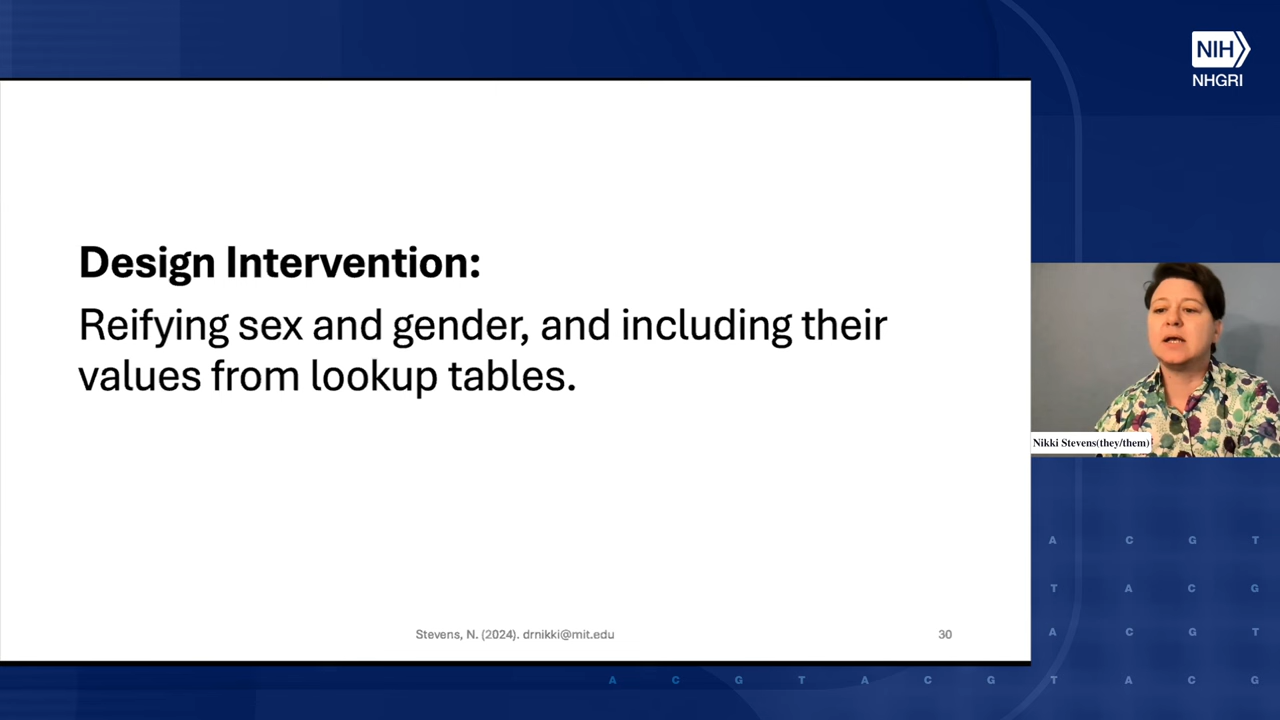 NIH
NHGRI
Design Intervention:
Reifying sex and gender, and including their
values from lookup tables.
Nikki Stevens(they/them)
Stevens, N. (2024). drnikki@mit.edu
30
A C G T
T A C G
A C G T
A C G T A C G T A C G